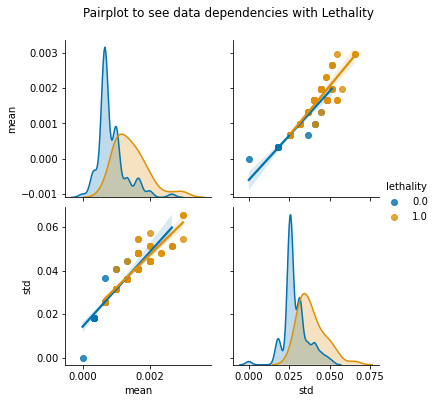 Pairplot to see data dependencies with Lethality
0.003
0.002
0.001
0.000
−0.001
mean
lethality
0.0
1.0
0.06
0.04
0.02
0.00
std
0.000
0.002
mean
0.000
0.025
0.050
0.075
std